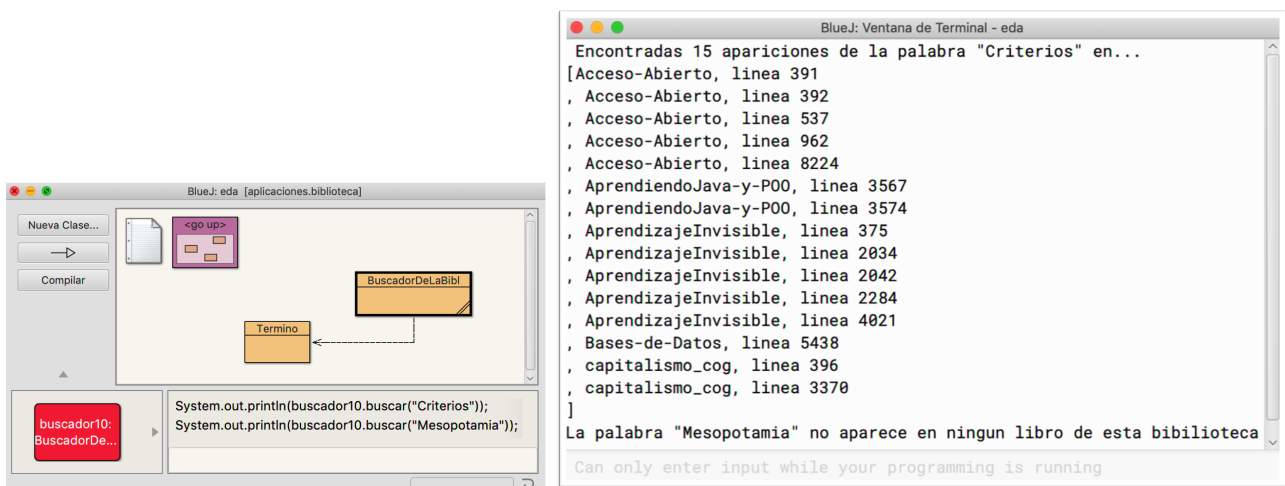 BlueJ: eda [aplicaciones.biblioteca]
Nueva Clase...
Compilar
<go up>
BuscadorDeLaBibl
Termino
buscador10:
BuscadorDe...
System.out.println(buscador10.buscar("Criterios"));
System.out.println(buscador10.buscar("Mesopotamia"));
BlueJ: Ventana de Terminal - eda
Encontradas 15 apariciones de la palabra "Criterios" en...
[Acceso-Abierto, linea 391
, Acceso-Abierto, linea 392
, Acceso-Abierto, linea 537
, Acceso-Abierto, linea 962
, Acceso-Abierto, linea 8224
, AprendiendoJava-y-POO, linea 3567
, AprendiendoJava-y-POO, linea 3574
, AprendizajeInvisible, linea 375
, AprendizajeInvisible, linea 2034
, AprendizajeInvisible, linea 2042
, AprendizajeInvisible, linea 2284
, AprendizajeInvisible, linea 4021
, Bases-de-Datos, linea 5438
, capitalismo_cog, linea 396
, capitalismo_cog, linea 3370
]
La palabra "Mesopotamia" no aparece en ningun libro de esta bibilioteca
Can only enter input while your programming is running